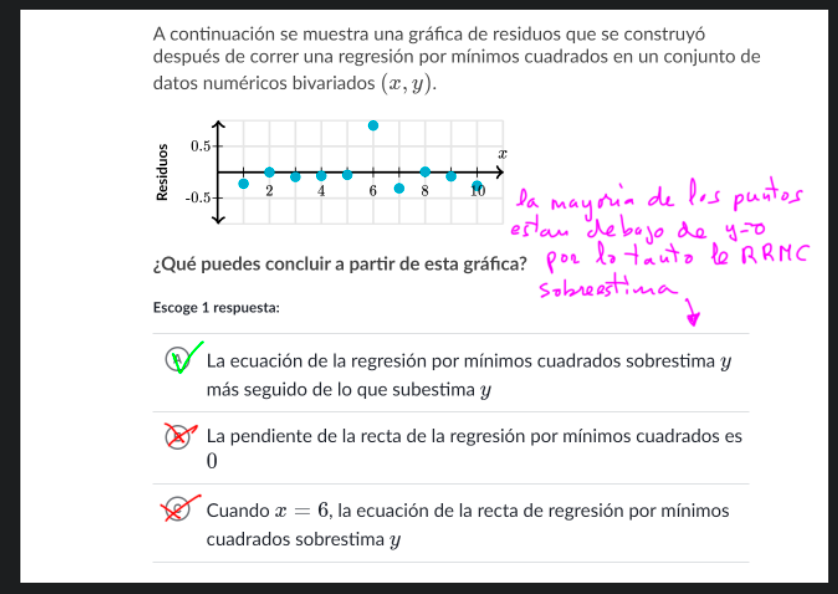 A continuación se muestra una gráfica de residuos que se construyó
después de correr una regresión por mínimos cuadrados en un conjunto de
datos numéricos bivariados (x, y).
Residuos
0.5
-0.5
x
2 4 6 8 10
la mayoría de los puntos
estan debajo de y=0
por lo tanto la RRMC
sobreestima
¿Qué puedes concluir a partir de esta gráfica?
Escoge 1 respuesta:
A La ecuación de la regresión por mínimos cuadrados sobrestima y
más seguido de lo que subestima y
La pendiente de la recta de la regresión por mínimos cuadrados es
0
C Cuando x = 6, la ecuación de la recta de regresión por mínimos
cuadrados sobrestima y